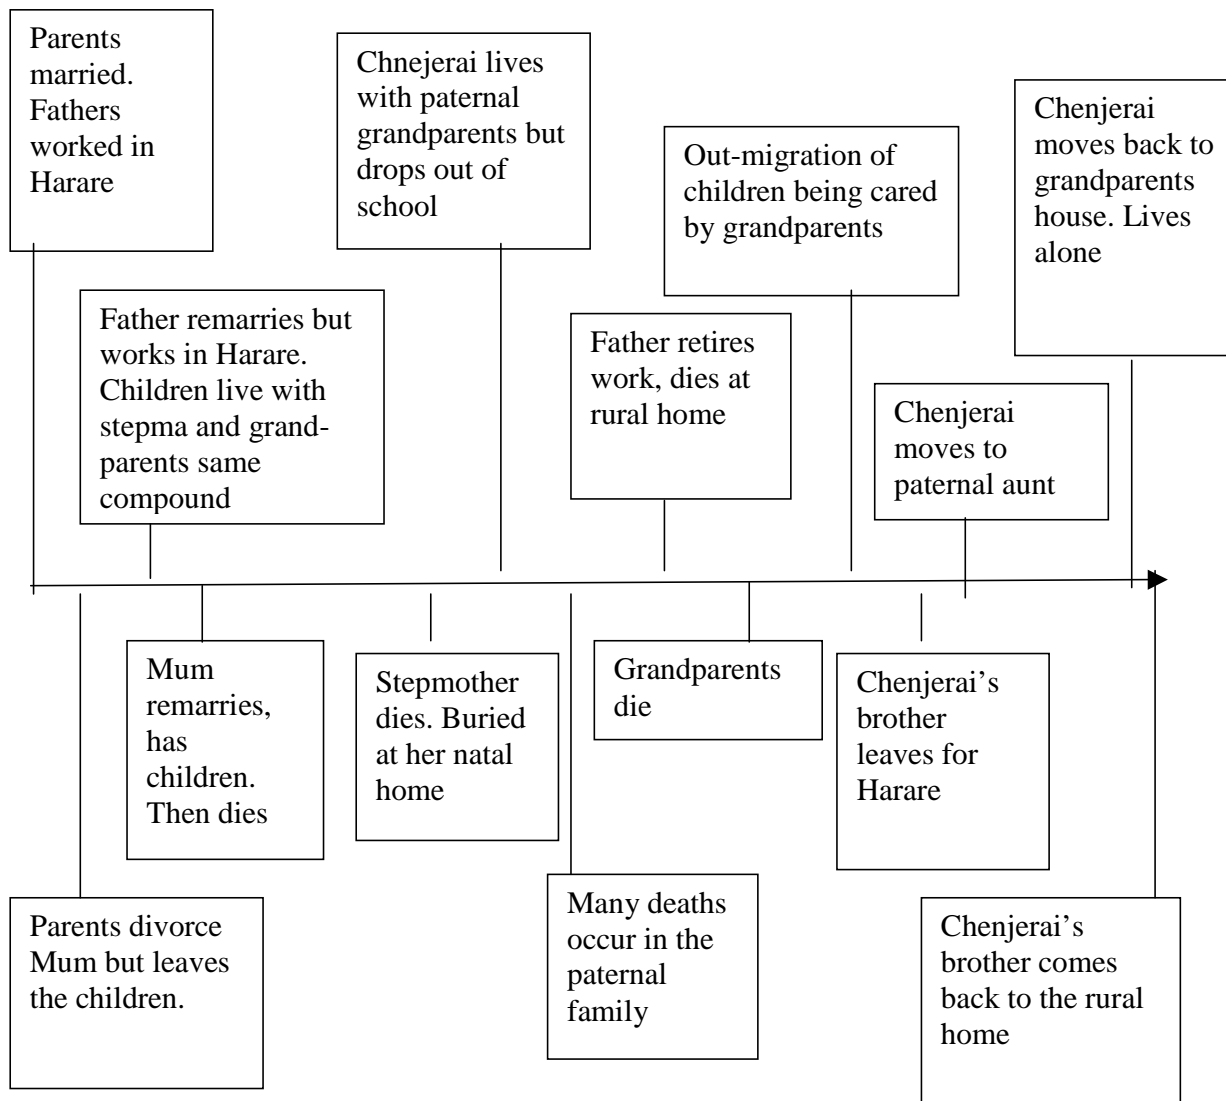 Parents
married.
Fathers
worked in
Harare
Chnejerai lives
with paternal
grandparents but
drops out of
school
Out-migration of
children being cared
by grandparents
Chenjerai
moves back to
grandparents
house. Lives
alone
Father remarries but
works in Harare.
Children live with
stepma and grand-
parents same
compound
Father retires
work, dies at
rural home
Chenjerai
moves to
paternal aunt
Mum
remarries,
has
children.
Then dies
Stepmother
dies. Buried
at her natal
home
Grandparents
die
Chenjerai’s
brother
leaves for
Harare
Parents divorce
Mum but leaves
the children.
Many deaths
occur in the
paternal
family
Chenjerai’s
brother comes
back to the rural
home